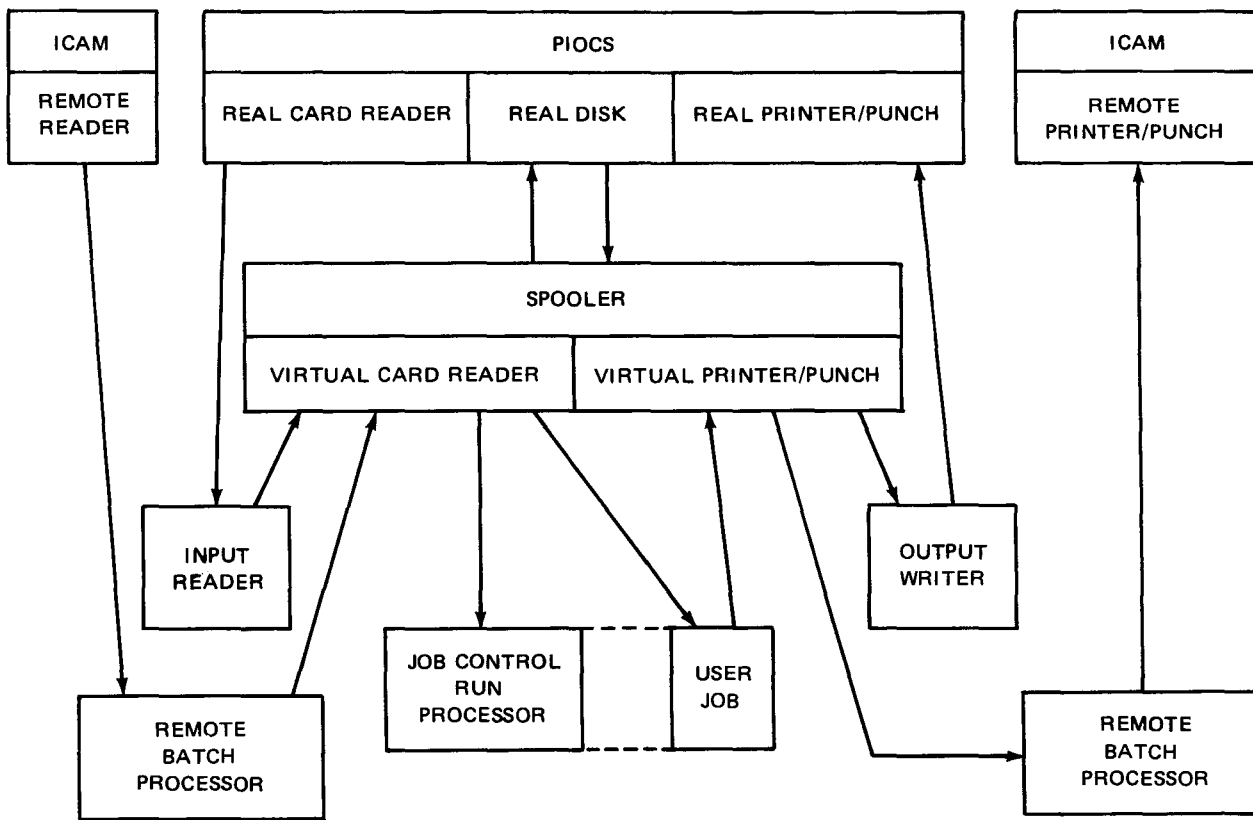 ICAM
PIOCS
ICAM
REMOTE
READER
REAL CARD READER
REAL DISK
REAL PRINTER/PUNCH
REMOTE
PRINTER/PUNCH
SPOOLER
VIRTUAL CARD READER
VIRTUAL PRINTER/PUNCH
INPUT
READER
OUTPUT
WRITER
JOB CONTROL
RUN
PROCESSOR
USER
JOB
REMOTE
BATCH
PROCESSOR
REMOTE
BATCH
PROCESSOR